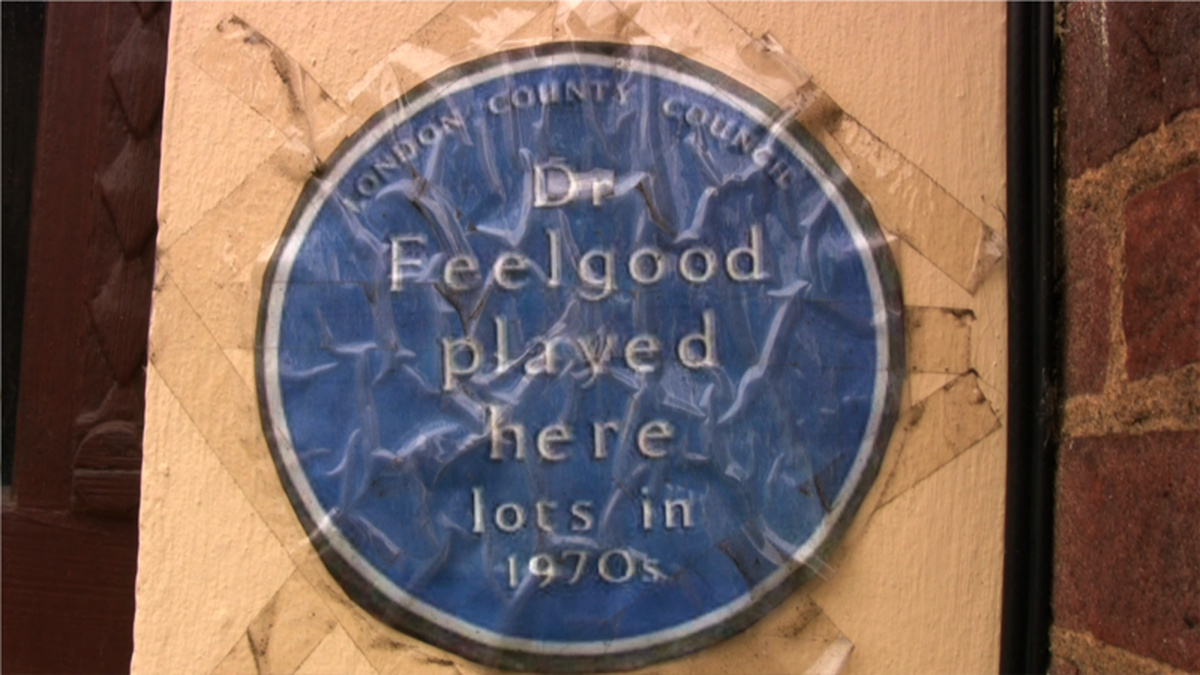 LONDON COUNTY COUNCIL
Dr
Feelgood
played
here
lots in
1970s